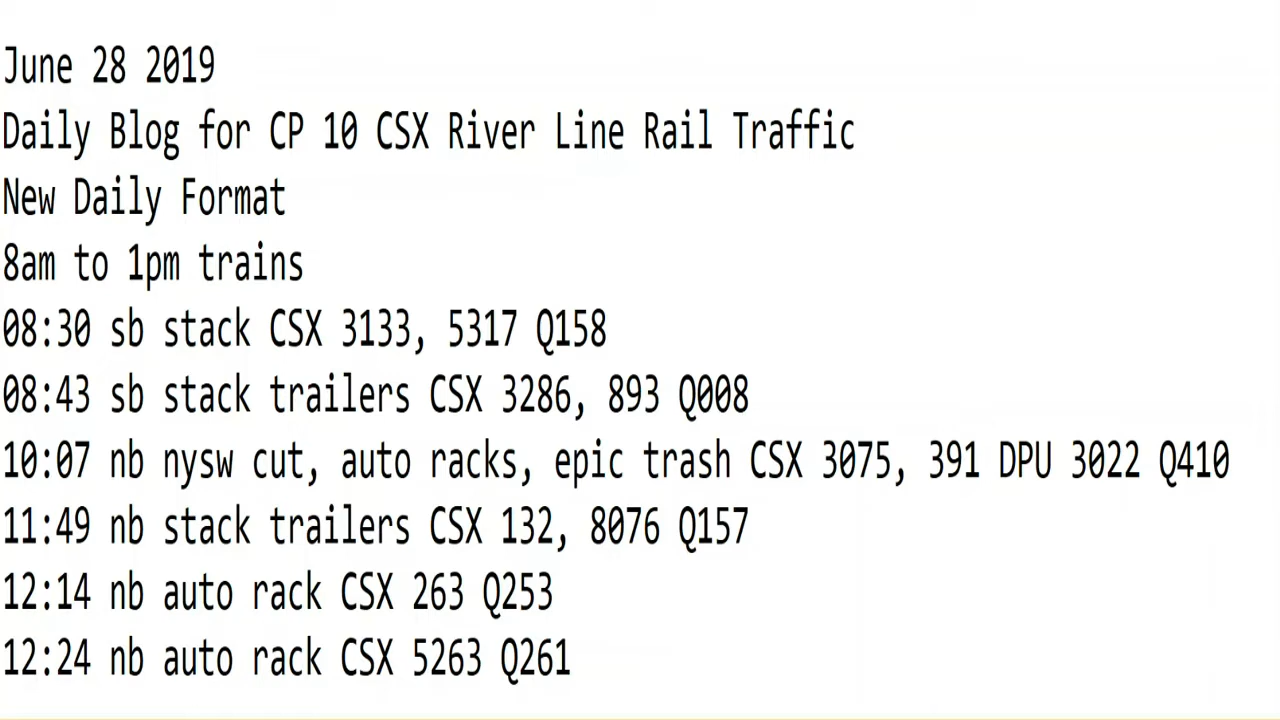 June 28 2019
Daily Blog for CP 10 CSX River Line Rail Traffic
New Daily Format
8am to 1pm trains
08:30 sb stack CSX 3133, 5317 Q158
08:43 sb stack trailers CSX 3286, 893 Q008
10:07 nb nysw cut, auto racks, epic trash CSX 3075, 391 DPU 3022 Q410
11:49 nb stack trailers CSX 132, 8076 Q157
12:14 nb auto rack CSX 263 Q253
12:24 nb auto rack CSX 5263 Q261